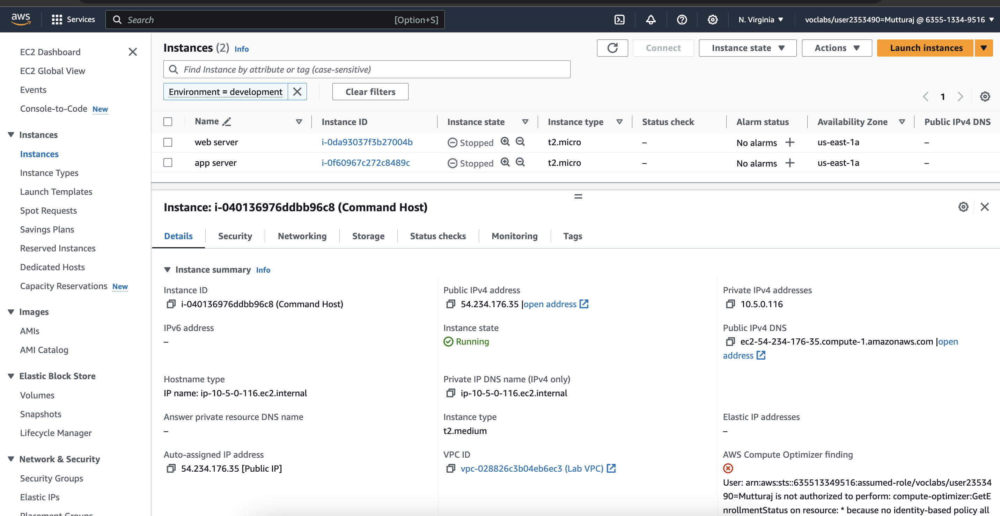 aws
Services
Search
[Option+S]
N. Virginia
voclabs/user2353490=Mutturaj @ 6355-1334-9516
EC2 Dashboard
EC2 Global View
Events
Console-to-Code New
Instances
Instances
Instance Types
Launch Templates
Spot Requests
Savings Plans
Reserved Instances
Dedicated Hosts
Capacity Reservations New
Images
AMIs
AMI Catalog
Elastic Block Store
Volumes
Snapshots
Lifecycle Manager
Network & Security
Security Groups
Elastic IPs
Placement Groups
Instances (2) Info
Connect
Instance state
Actions
Launch instances
Find Instance by attribute or tag (case-sensitive)
Environment = development
Clear filters
1
Name Instance ID Instance state Instance type Status check Alarm status Availability Zone Public IPv4 DNS
web server i-0da93037f3b27004b Stopped t2.micro – No alarms + us-east-1a –
app server i-0f60967c272c8489c Stopped t2.micro – No alarms + us-east-1a –
Instance: i-040136976ddbb96c8 (Command Host)
Details Security Networking Storage Status checks Monitoring Tags
Instance summary Info
Instance ID
i-040136976ddbb96c8 (Command Host)
Public IPv4 address
54.234.176.35 |open address
Private IPv4 addresses
10.5.0.116
IPv6 address
–
Instance state
Running
Public IPv4 DNS
ec2-54-234-176-35.compute-1.amazonaws.com |open
address
Hostname type
IP name: ip-10-5-0-116.ec2.internal
Private IP DNS name (IPv4 only)
ip-10-5-0-116.ec2.internal
Answer private resource DNS name
–
Instance type
t2.medium
Elastic IP addresses
–
Auto-assigned IP address
54.234.176.35 [Public IP]
VPC ID
vpc-028826c3b04eb6ec3 (Lab VPC)
AWS Compute Optimizer finding
User: arn:aws:sts::635513349516:assumed-role/voclabs/user23534
90=Mutturaj is not authorized to perform: compute-optimizer:GetE
nrollmentStatus on resource: * because no identity-based policy all